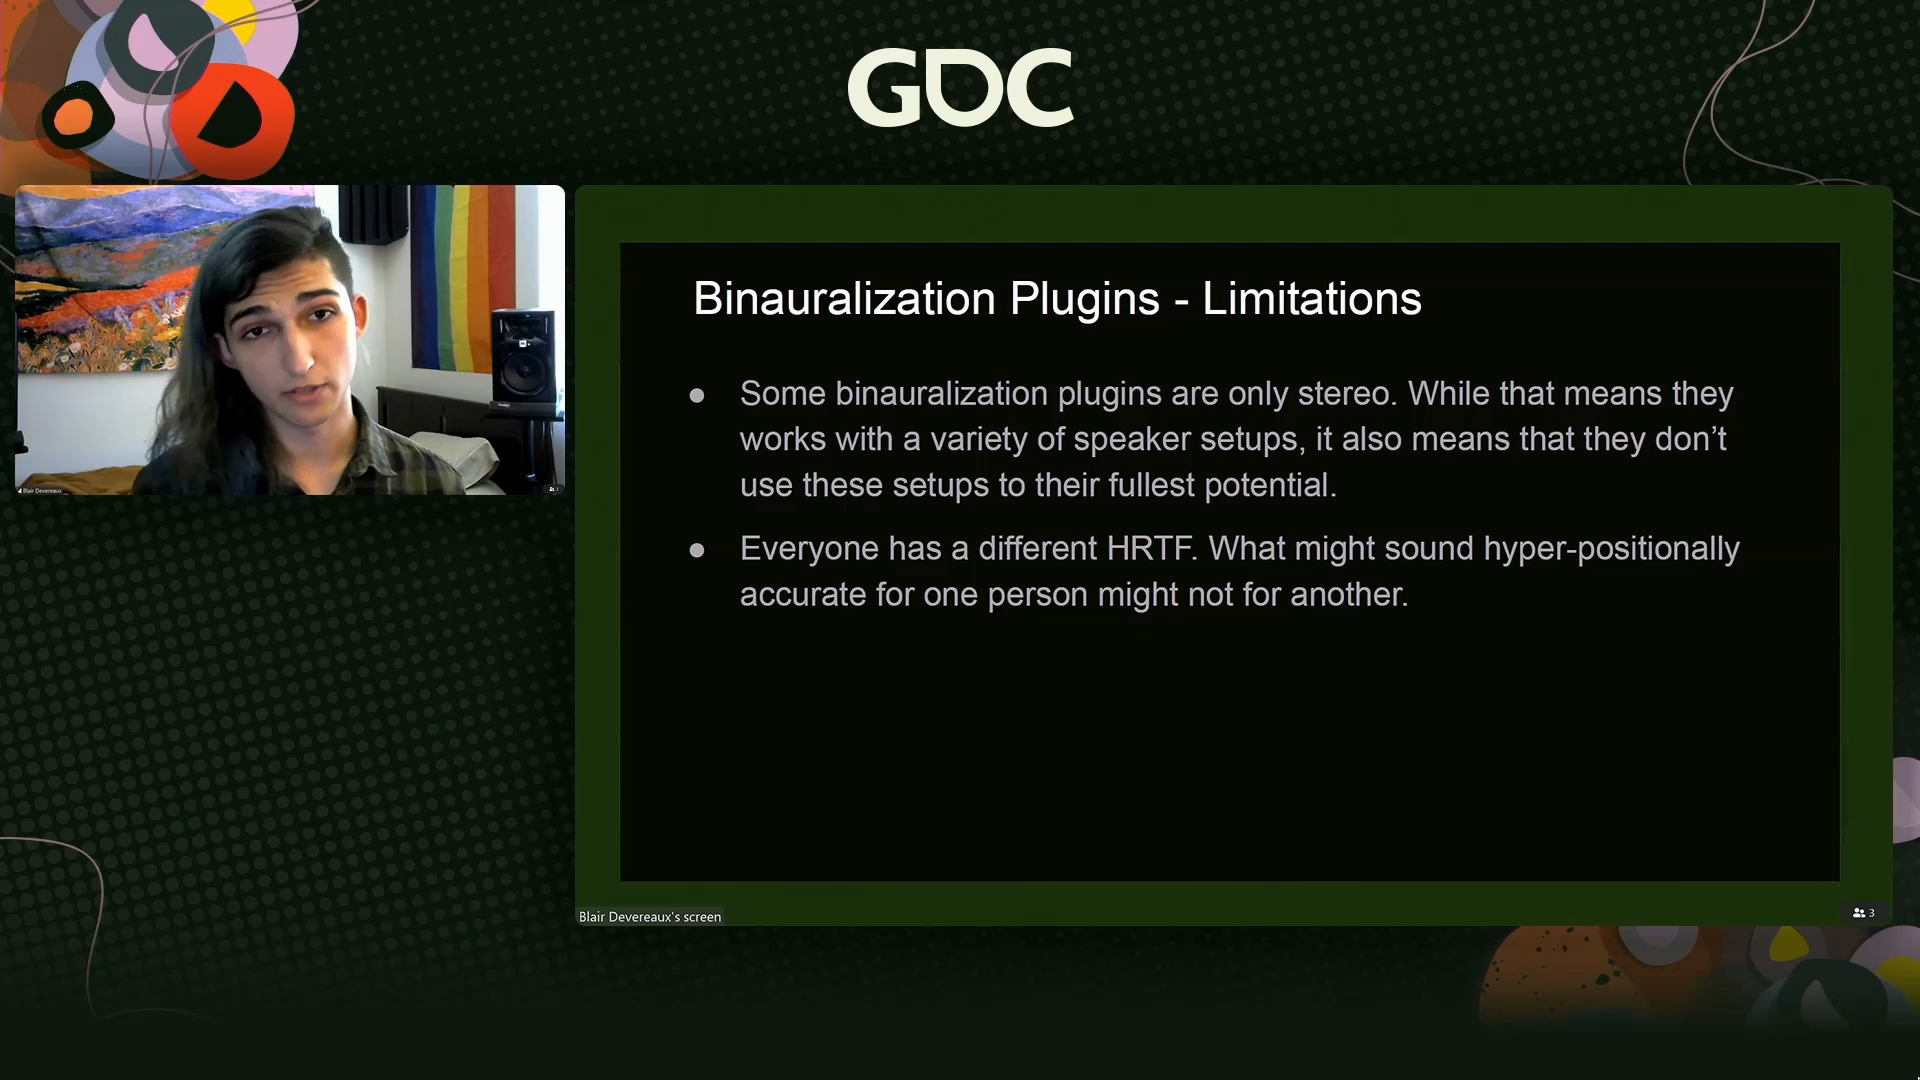 GDC
Blair Devereaux
Binauralization Plugins - Limitations
● Some binauralization plugins are only stereo. While that means they
works with a variety of speaker setups, it also means that they don’t
use these setups to their fullest potential.
● Everyone has a different HRTF. What might sound hyper-positionally
accurate for one person might not for another.
Blair Devereaux's screen
3